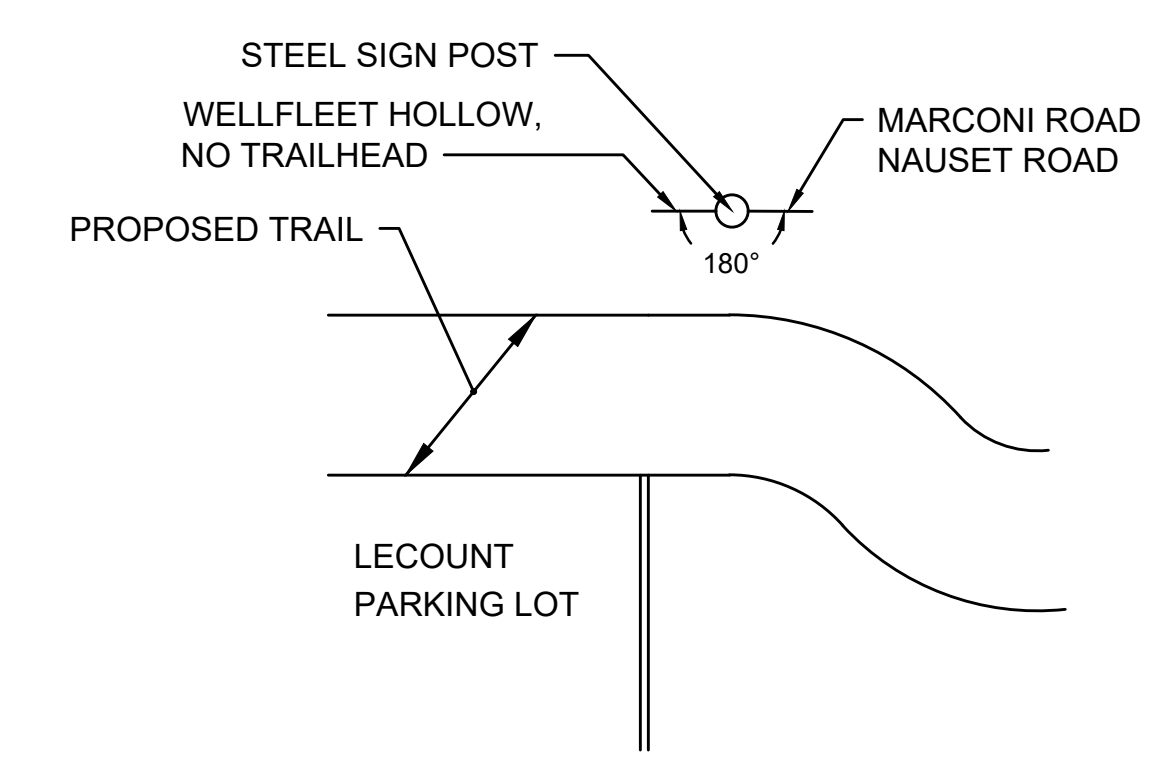 STEEL SIGN POST
WELLFLEET HOLLOW,
NO TRAILHEAD
MARCONI ROAD
NAUSET ROAD
PROPOSED TRAIL
180°
LECOUNT
PARKING LOT